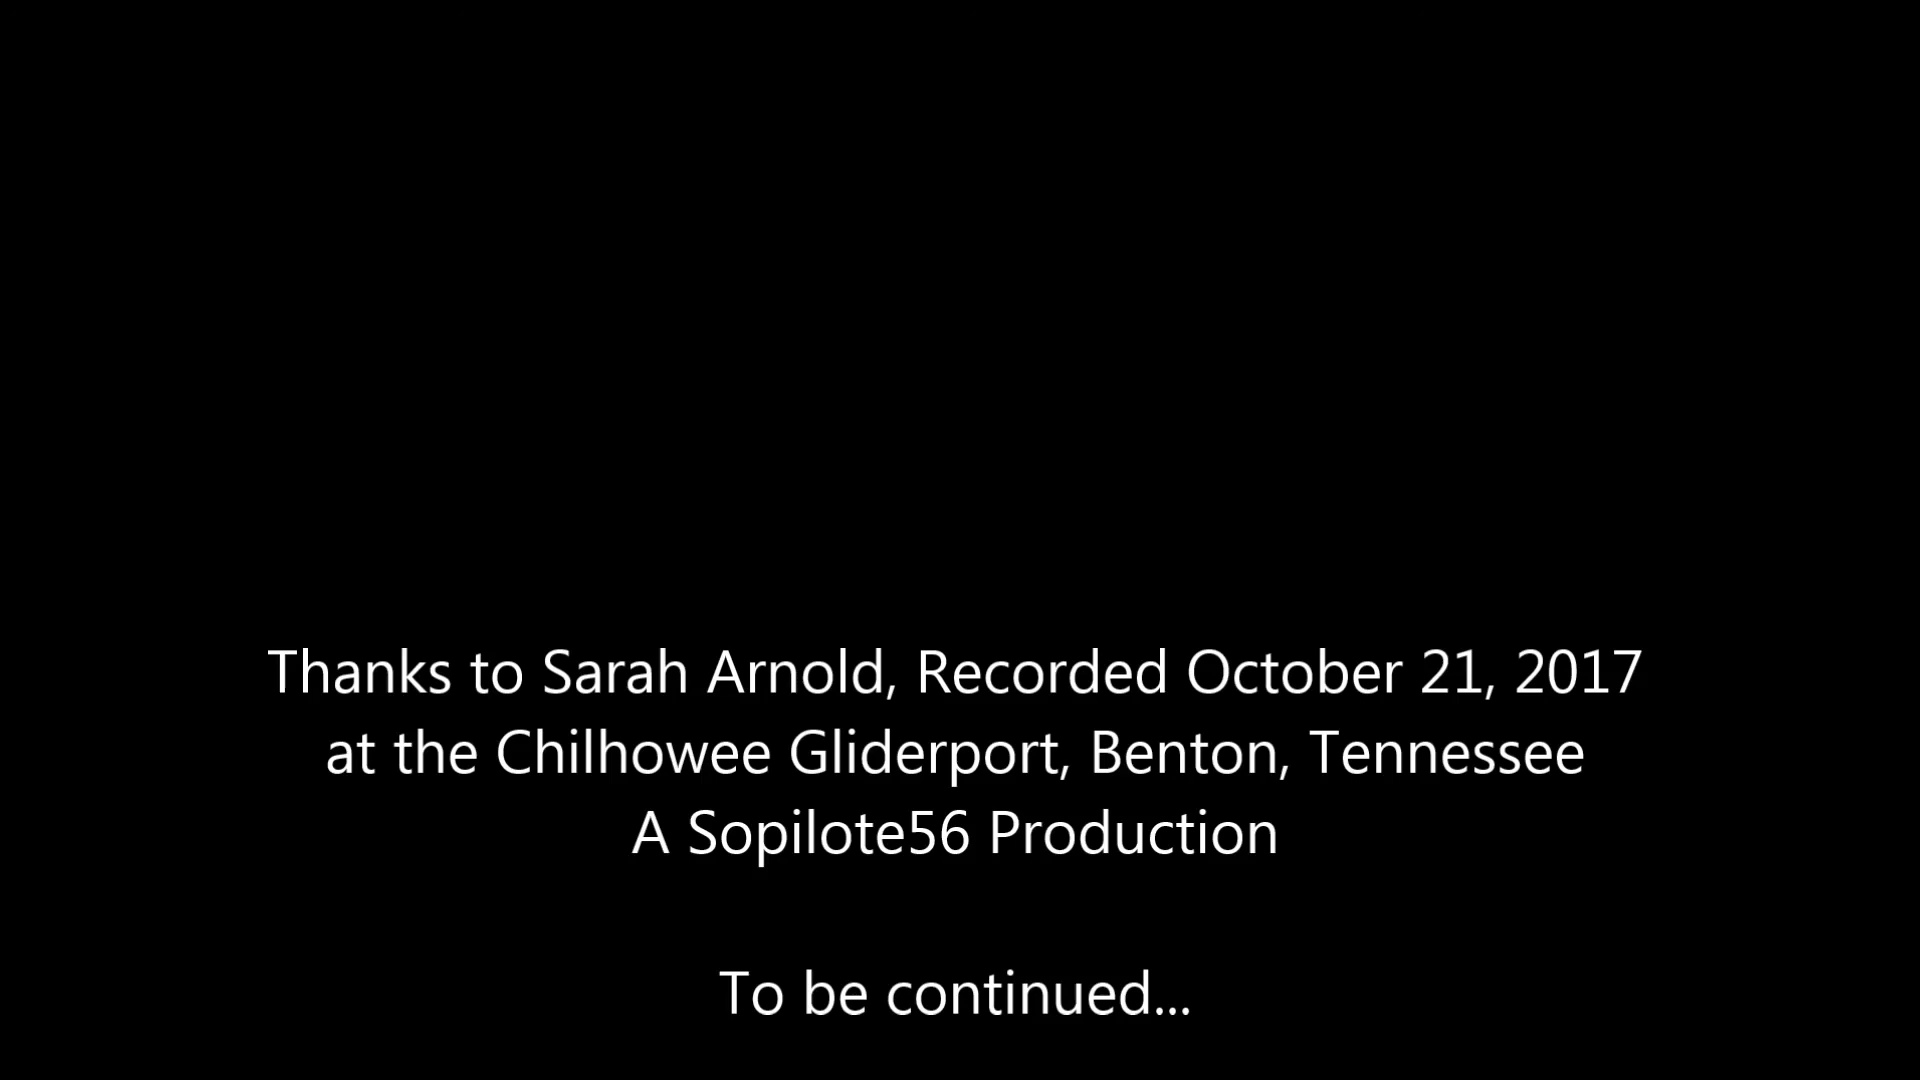 Thanks to Sarah Arnold, Recorded October 21, 2017
at the Chilhowee Gliderport, Benton, Tennessee
A Sopilote56 Production
To be continued...